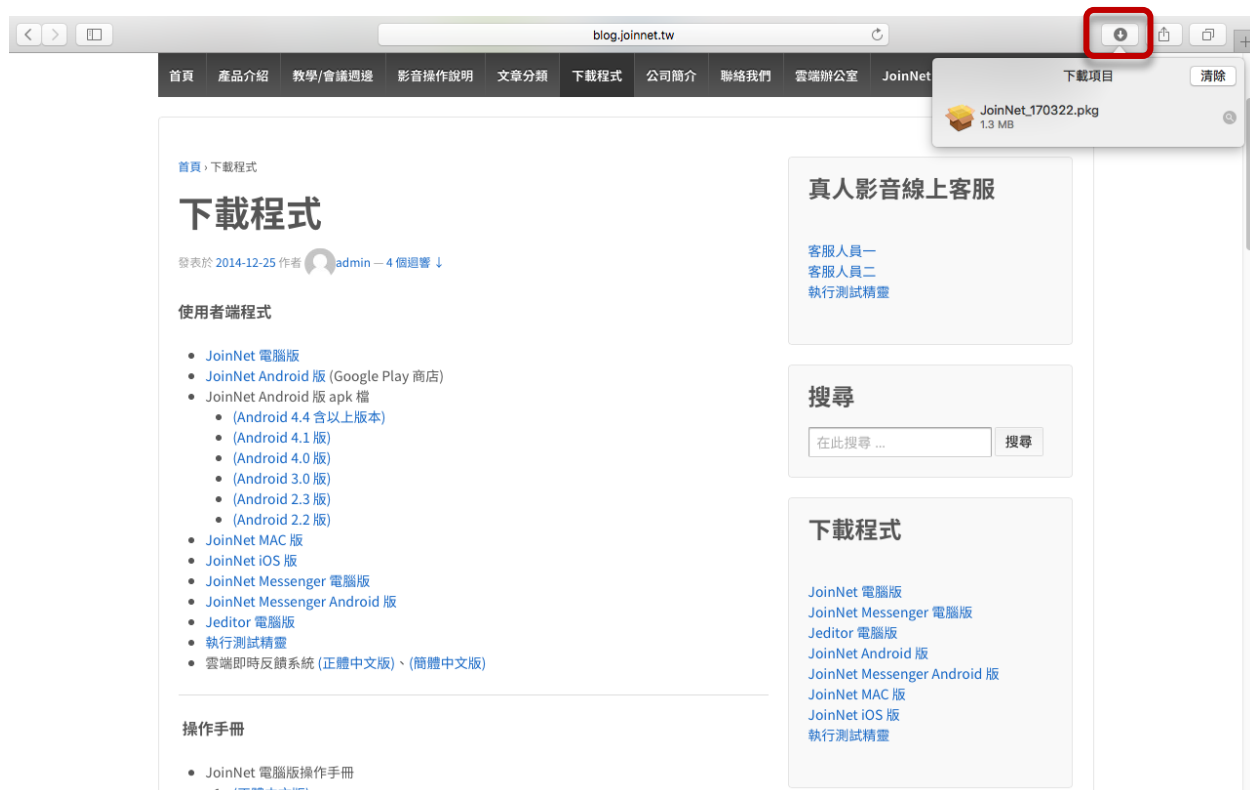 blog.joinnet.tw
首頁 產品介紹 教學/會議週邊 影音操作說明 文章分類 下載程式 公司簡介 聯絡我們 雲端辦公室 JoinNet
下載項目 清除
JoinNet_170322.pkg
1.3 MB
首頁 › 下載程式
下載程式
發表於 2014-12-25 作者 admin — 4 個迴響 ↓
使用者端程式
JoinNet 電腦版
JoinNet Android 版 (Google Play 商店)
JoinNet Android 版 apk 檔
(Android 4.4 含以上版本)
(Android 4.1 版)
(Android 4.0 版)
(Android 3.0 版)
(Android 2.3 版)
(Android 2.2 版)
JoinNet MAC 版
JoinNet iOS 版
JoinNet Messenger 電腦版
JoinNet Messenger Android 版
Jeditor 電腦版
執行測試精靈
雲端即時反饋系統 (正體中文版)、(簡體中文版)
操作手冊
JoinNet 電腦版操作手冊
真人影音線上客服
客服人員一
客服人員二
執行測試精靈
搜尋
在此搜尋 ... 搜尋
下載程式
JoinNet 電腦版
JoinNet Messenger 電腦版
Jeditor 電腦版
JoinNet Android 版
JoinNet Messenger Android 版
JoinNet MAC 版
JoinNet iOS 版
執行測試精靈